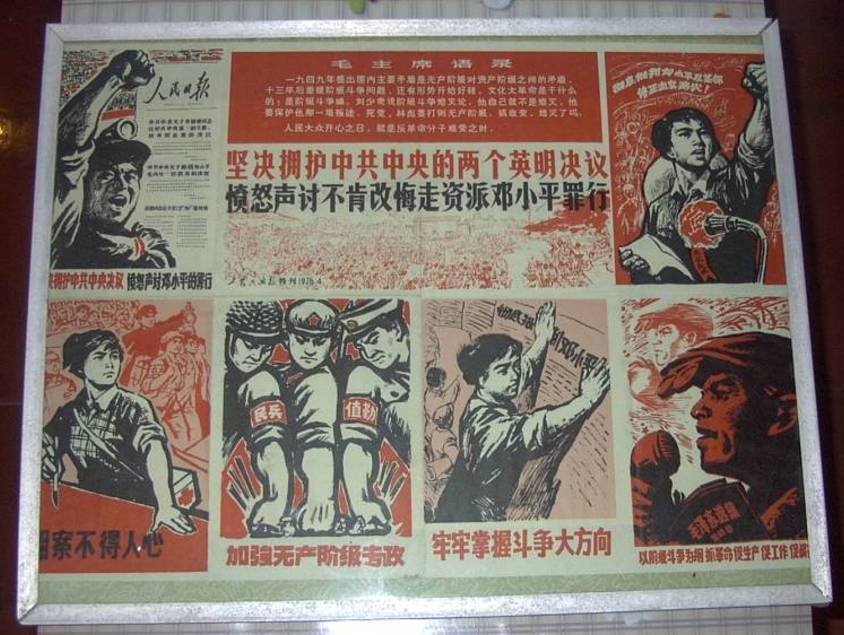 人民日报
毛主席语录
一九四九年提出国内主要矛盾是无产阶级对资产阶级之间的矛盾。
十三年后重提阶级斗争问题，还有形势开始好转。文化大革命是干什么
的：是阶级斗争嘛。刘少奇说阶级斗争熄灭论，他自己就不是熄灭，他
要保护他那一堆叛徒、死党。林彪要打倒无产阶级，搞政变。熄灭了吗。
人民大众开心之日，就是反革命分子难受之时。
坚决拥护中共中央的两个英明决议
愤怒声讨不肯改悔走资派邓小平罪行
特刊1976.4
拥护中共中央决议 愤怒声讨邓小平的罪行
翻案不得人心
民兵
值勤
加强无产阶级专政
牢牢掌握斗争大方向
以阶级斗争为纲 抓革命 促生产 促工作 促